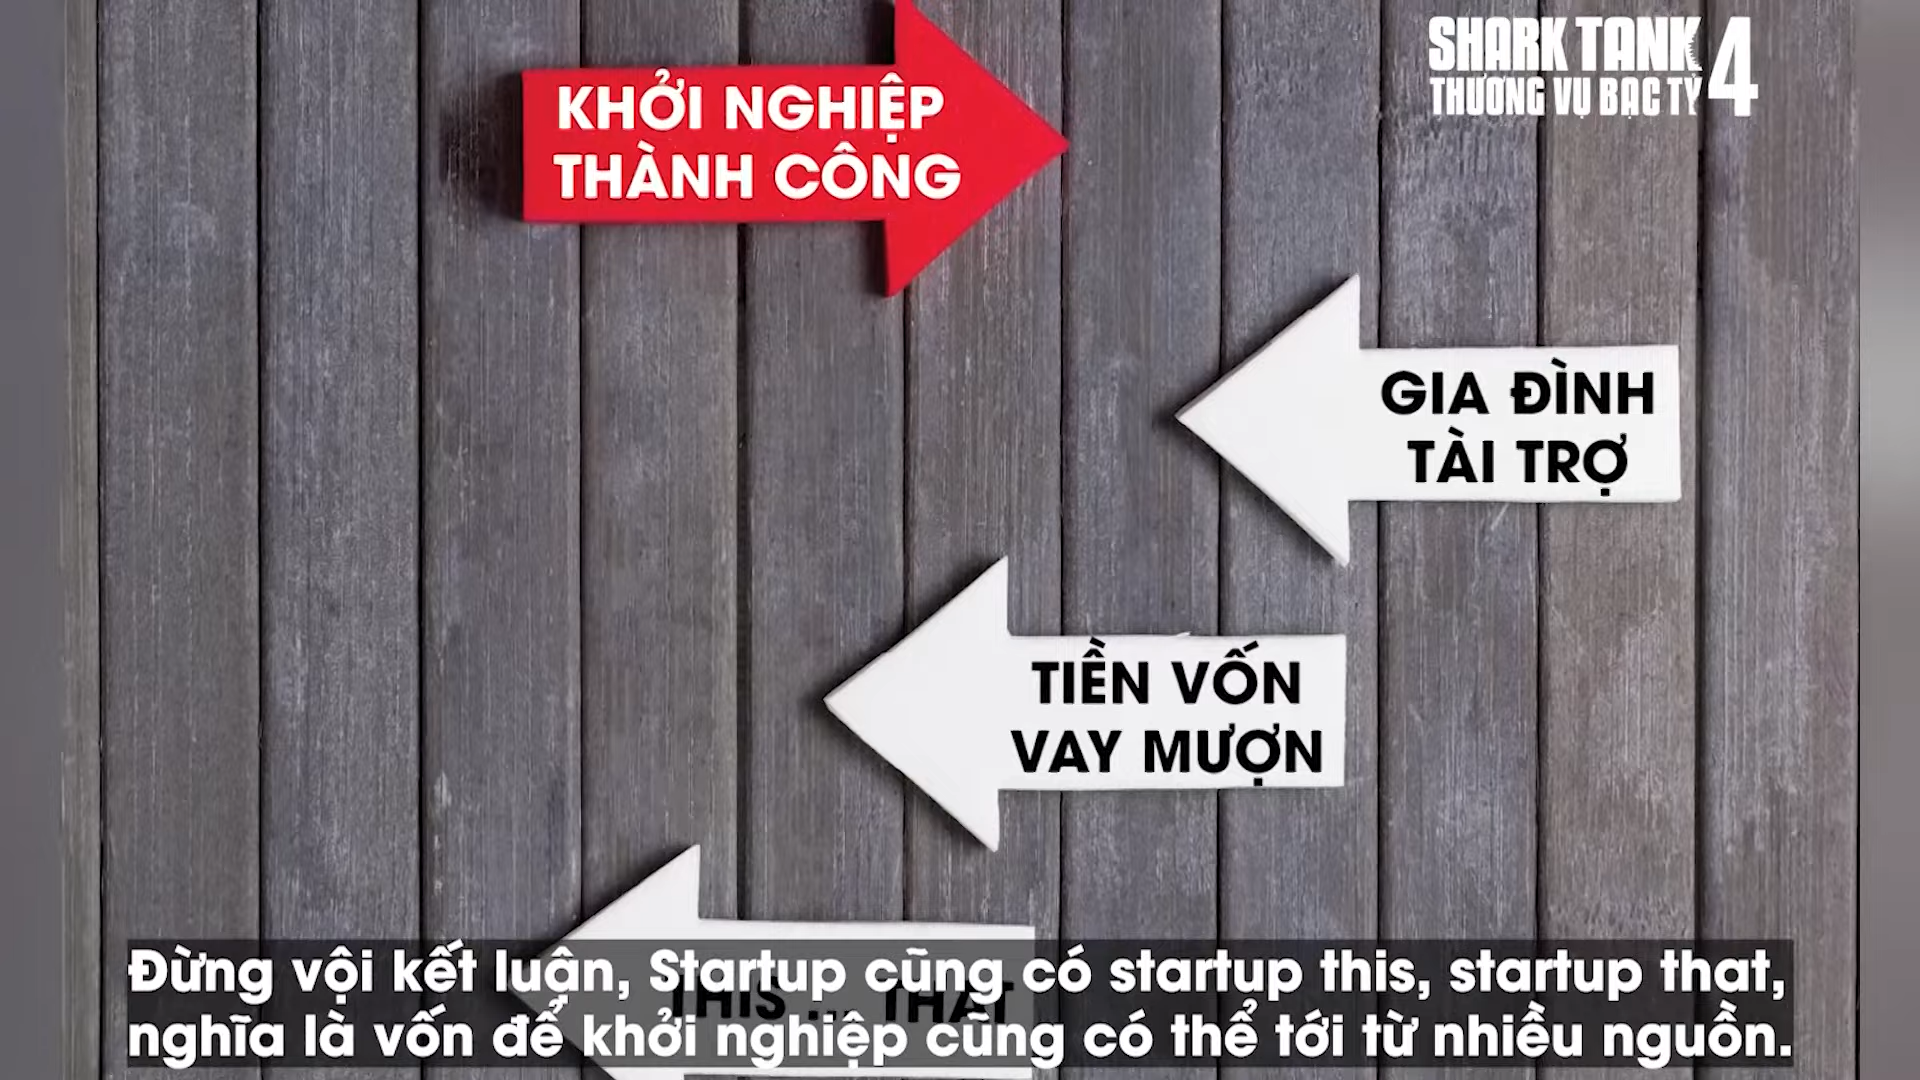 SHARK TANK
THƯƠNG VỤ BẠC TỶ 4
KHỞI NGHIỆP
THÀNH CÔNG
GIA ĐÌNH
TÀI TRỢ
TIỀN VỐN
VAY MƯỢN
THIS ... THAT
Đừng vội kết luận, Startup cũng có startup this, startup that,
nghĩa là vốn để khởi nghiệp cũng có thể tới từ nhiều nguồn.